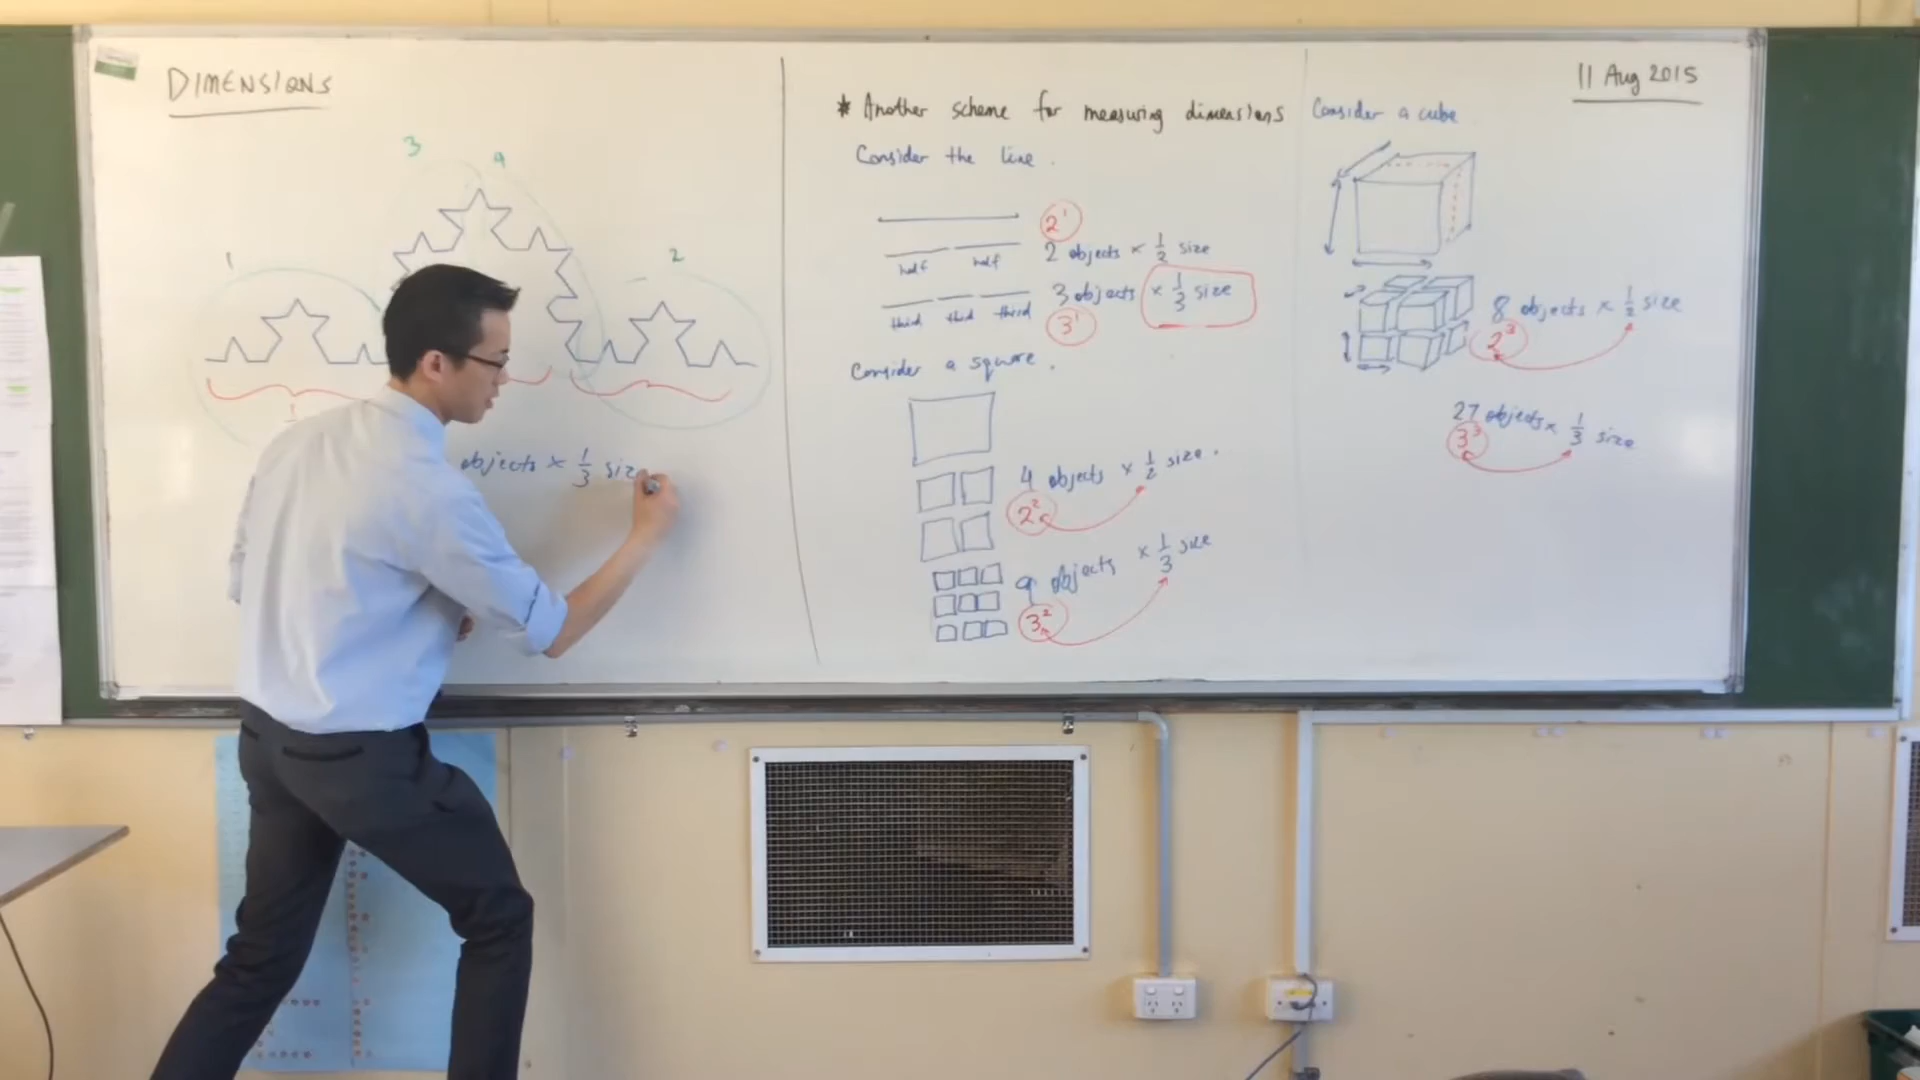 DIMENSIONS
3
4
1
2
objects × 1/3 size
* Another scheme for measuring dimensions
Consider the line .
2¹
2 objects × 1/2 size
half half
3 objects × 1/3 size
third third third
3¹
Consider a square .
4 objects × 1/2 size .
2²
9 objects × 1/3 size
3²
11 Aug 2015
Consider a cube
8 objects × 1/2 size
2³
27 objects × 1/3 size
3³